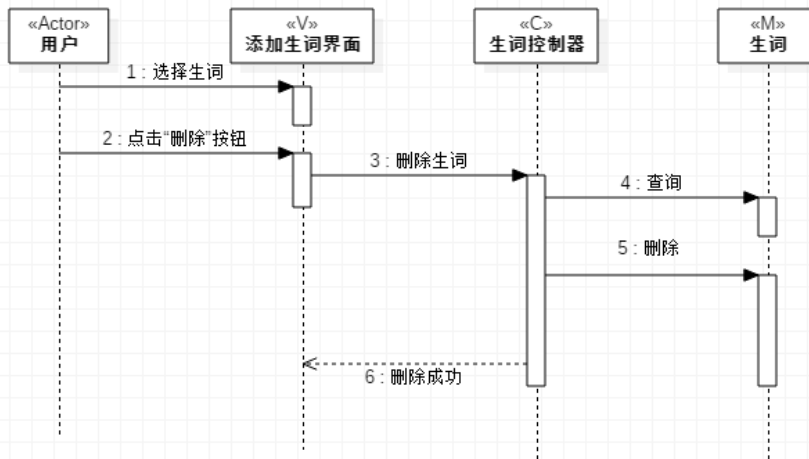 «Actor»
用户
«V»
添加生词界面
«C»
生词控制器
«M»
生词
1 : 选择生词
2 : 点击“删除”按钮
3 : 删除生词
4 : 查询
5 : 删除
6 : 删除成功